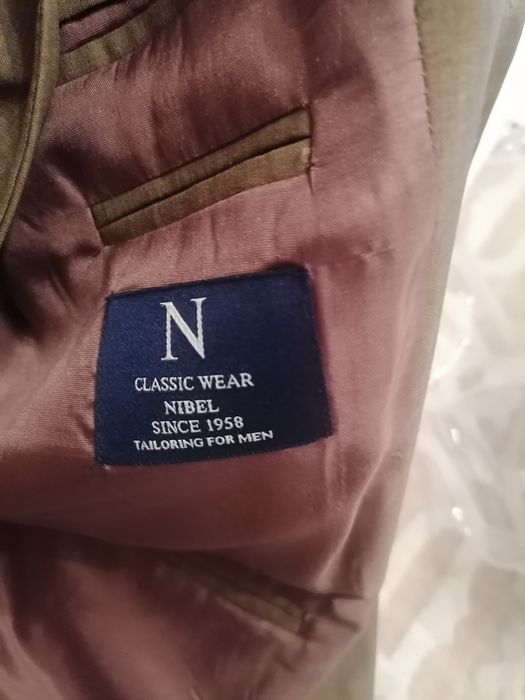 N
CLASSIC WEAR
NIBEL
SINCE 1958
TAILORING FOR MEN